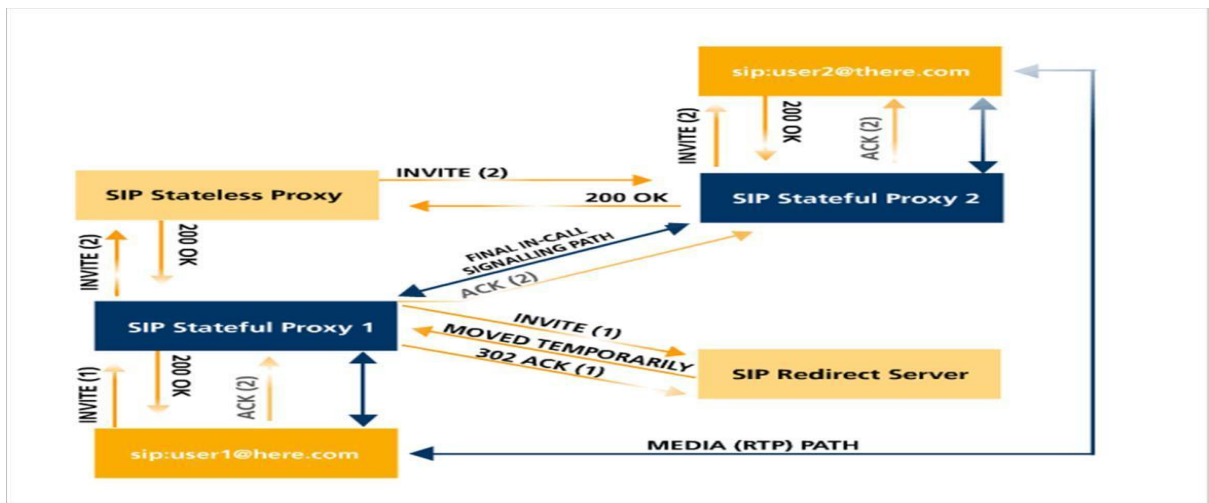 sip:user2@there.com
INVITE (2)
200 OK
ACK (2)
SIP Stateless Proxy
INVITE (2)
200 OK
SIP Stateful Proxy 2
INVITE (2)
200 OK
FINAL IN-CALL
SIGNALLING PATH
ACK (2)
SIP Stateful Proxy 1
INVITE (1)
MOVED TEMPORARILY
302 ACK (1)
SIP Redirect Server
INVITE (1)
200 OK
ACK (2)
sip:user1@here.com
MEDIA (RTP) PATH